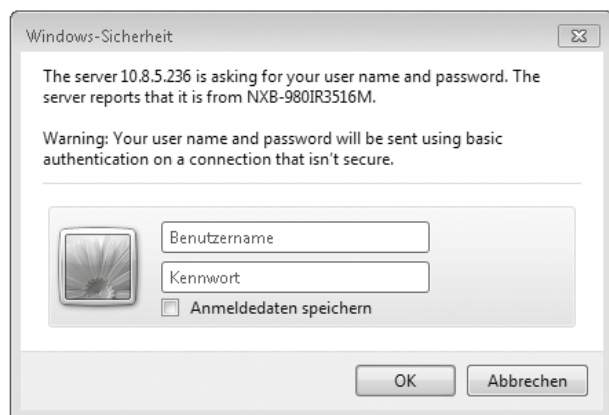 Windows-Sicherheit
The server 10.8.5.236 is asking for your user name and password. The
server reports that it is from NXB-980IR3516M.
Warning: Your user name and password will be sent using basic
authentication on a connection that isn't secure.
Benutzername
Kennwort
Anmeldedaten speichern
OK
Abbrechen